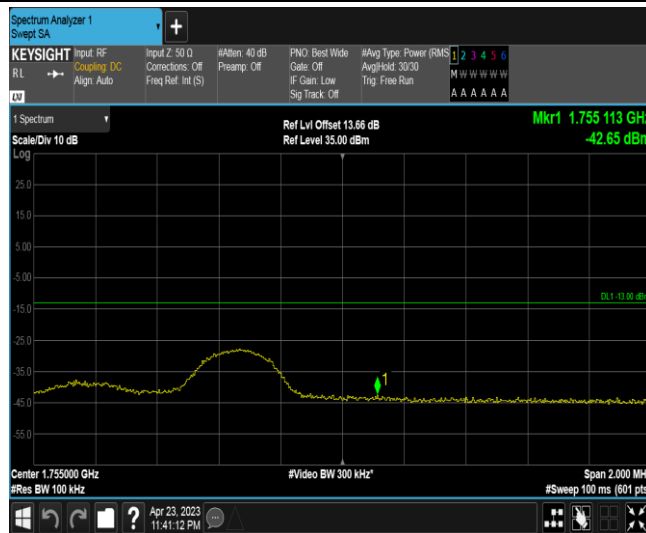 Spectrum Analyzer 1
Swept SA
+
KEYSIGHT
RL
LXI
Input: RF
Coupling: DC
Align: Auto
Input Z: 50 Ω
Corrections: Off
Freq Ref: Int (S)
#Atten: 40 dB
Preamp: Off
PNO: Best Wide
Gate: Off
IF Gain: Low
Sig Track: Off
#Avg Type: Power (RMS
Avg|Hold: 30/30
Trig: Free Run
1 2 3 4 5 6
M W W W W W
A A A A A A
1 Spectrum
Scale/Div 10 dB
Log
Ref Lvl Offset 13.66 dB
Ref Level 35.00 dBm
Mkr1 1.755 113 GHz
-42.65 dBm
25.0
15.0
5.00
-5.00
-15.0
-25.0
-35.0
-45.0
-55.0
DL1 -13.00 dBm
1
Center 1.755000 GHz
#Res BW 100 kHz
#Video BW 300 kHz*
Span 2.000 MH
#Sweep 100 ms (601 pts
?
Apr 23, 2023
11:41:12 PM